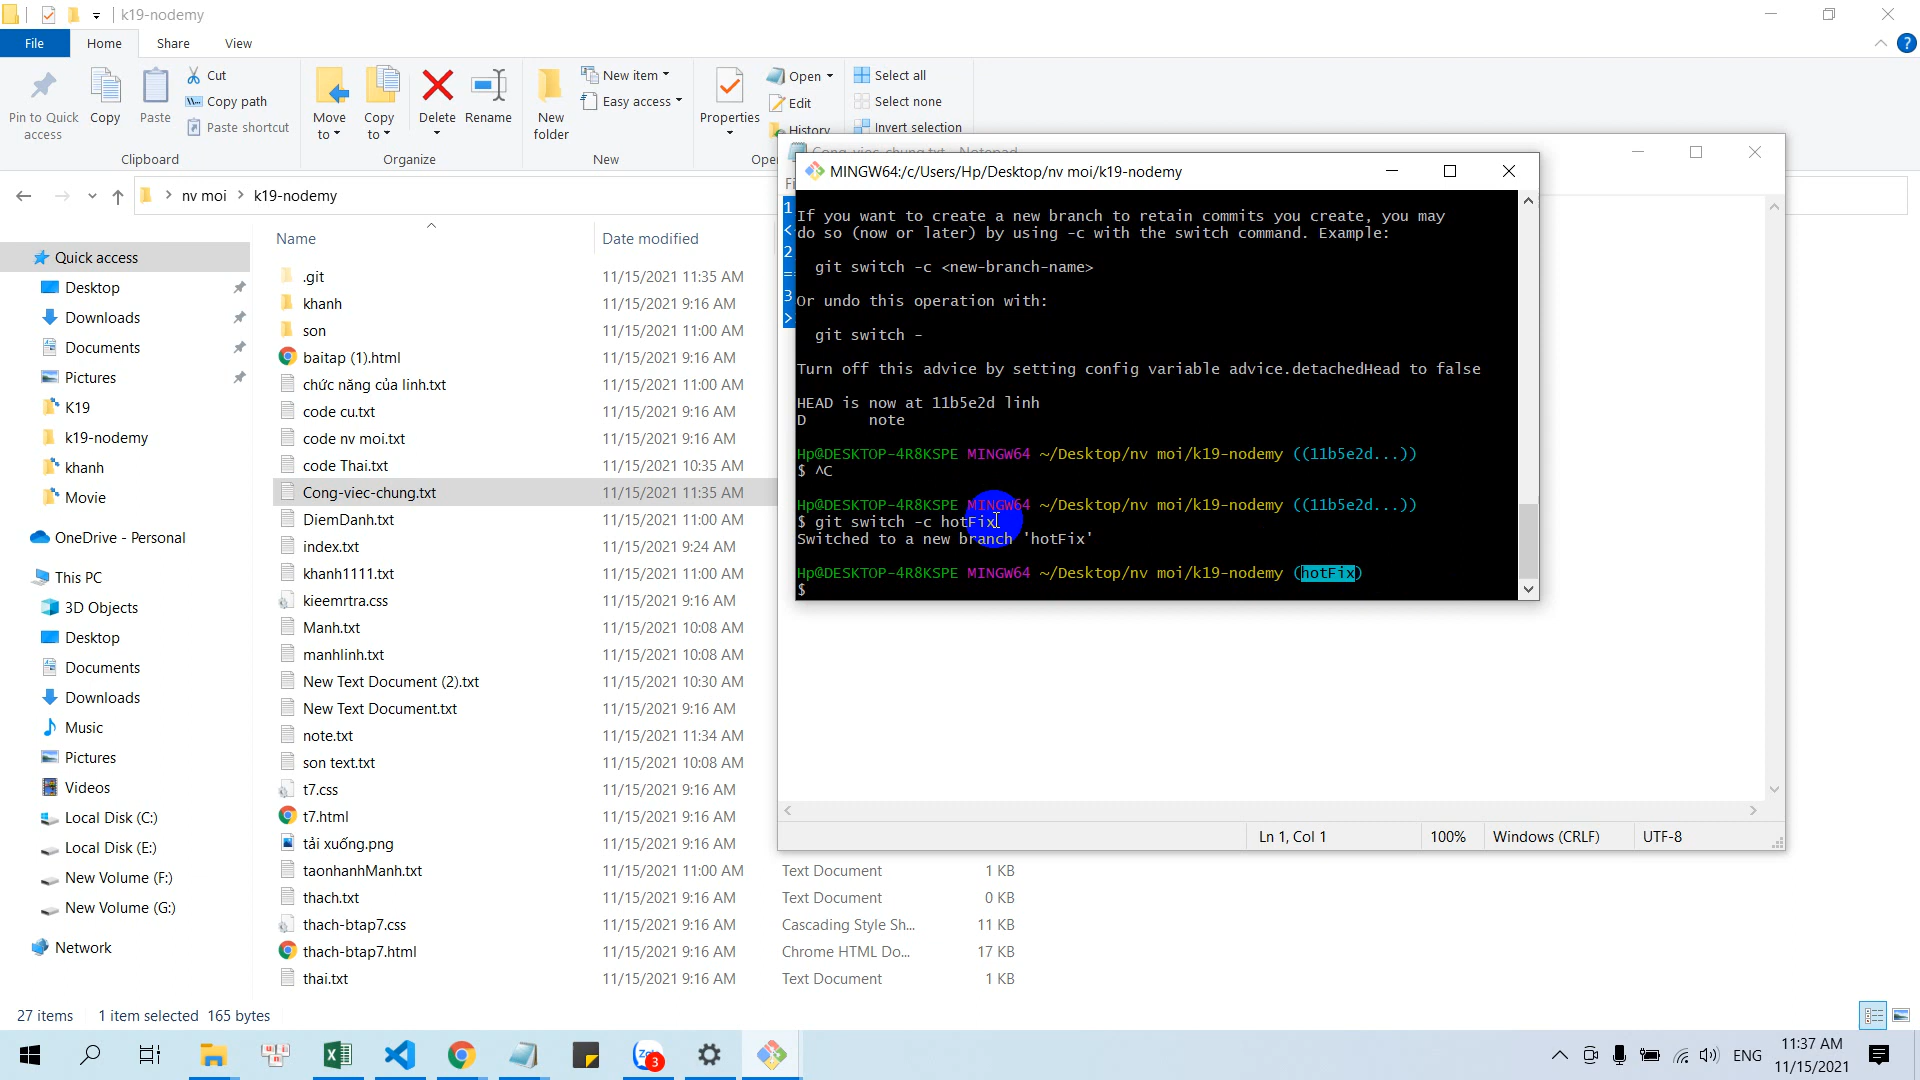 k19-nodemy
File
Home
Share
View
Pin to Quick access
Copy
Paste
Cut
Copy path
Paste shortcut
Clipboard
Move to
Copy to
Delete
Rename
Organize
New folder
New item
Easy access
New
Properties
Open
Edit
History
Select all
Select none
Invert selection
nv moi > k19-nodemy
Name
Date modified
Quick access
Desktop
Downloads
Documents
Pictures
K19
k19-nodemy
khanh
Movie
OneDrive - Personal
This PC
3D Objects
Desktop
Documents
Downloads
Music
Pictures
Videos
Local Disk (C:)
Local Disk (E:)
New Volume (F:)
New Volume (G:)
Network
.git 11/15/2021 11:35 AM
khanh 11/15/2021 9:16 AM
son 11/15/2021 11:00 AM
baitap (1).html 11/15/2021 9:16 AM
chức năng của linh.txt 11/15/2021 11:00 AM
code cu.txt 11/15/2021 9:16 AM
code nv moi.txt 11/15/2021 9:16 AM
code Thai.txt 11/15/2021 10:35 AM
Cong-viec-chung.txt 11/15/2021 11:35 AM
DiemDanh.txt 11/15/2021 11:00 AM
index.txt 11/15/2021 9:24 AM
khanh1111.txt 11/15/2021 11:00 AM
kieemrtra.css 11/15/2021 9:16 AM
Manh.txt 11/15/2021 10:08 AM
manhlinh.txt 11/15/2021 10:08 AM
New Text Document (2).txt 11/15/2021 10:30 AM
New Text Document.txt 11/15/2021 9:16 AM
note.txt 11/15/2021 11:34 AM
son text.txt 11/15/2021 10:08 AM
t7.css 11/15/2021 9:16 AM
t7.html 11/15/2021 9:16 AM
tải xuống.png 11/15/2021 9:16 AM
taonhanhManh.txt 11/15/2021 11:00 AM Text Document 1 KB
thach.txt 11/15/2021 9:16 AM Text Document 0 KB
thach-btap7.css 11/15/2021 9:16 AM Cascading Style Sh... 11 KB
thach-btap7.html 11/15/2021 9:16 AM Chrome HTML Do... 17 KB
thai.txt 11/15/2021 9:16 AM Text Document 1 KB
1
<
2
=
3
>
Ln 1, Col 1
100%
Windows (CRLF)
UTF-8
MINGW64:/c/Users/Hp/Desktop/nv moi/k19-nodemy
If you want to create a new branch to retain commits you create, you may
do so (now or later) by using -c with the switch command. Example:
git switch -c <new-branch-name>
Or undo this operation with:
git switch -
Turn off this advice by setting config variable advice.detachedHead to false
HEAD is now at 11b5e2d linh
D note
Hp@DESKTOP-4R8KSPE MINGW64 ~/Desktop/nv moi/k19-nodemy ((11b5e2d...))
$ ^C
Hp@DESKTOP-4R8KSPE MINGW64 ~/Desktop/nv moi/k19-nodemy ((11b5e2d...))
$ git switch -c hotFix
Switched to a new branch 'hotFix'
Hp@DESKTOP-4R8KSPE MINGW64 ~/Desktop/nv moi/k19-nodemy (hotFix)
$
27 items
1 item selected 165 bytes
3
ENG
11:37 AM
11/15/2021